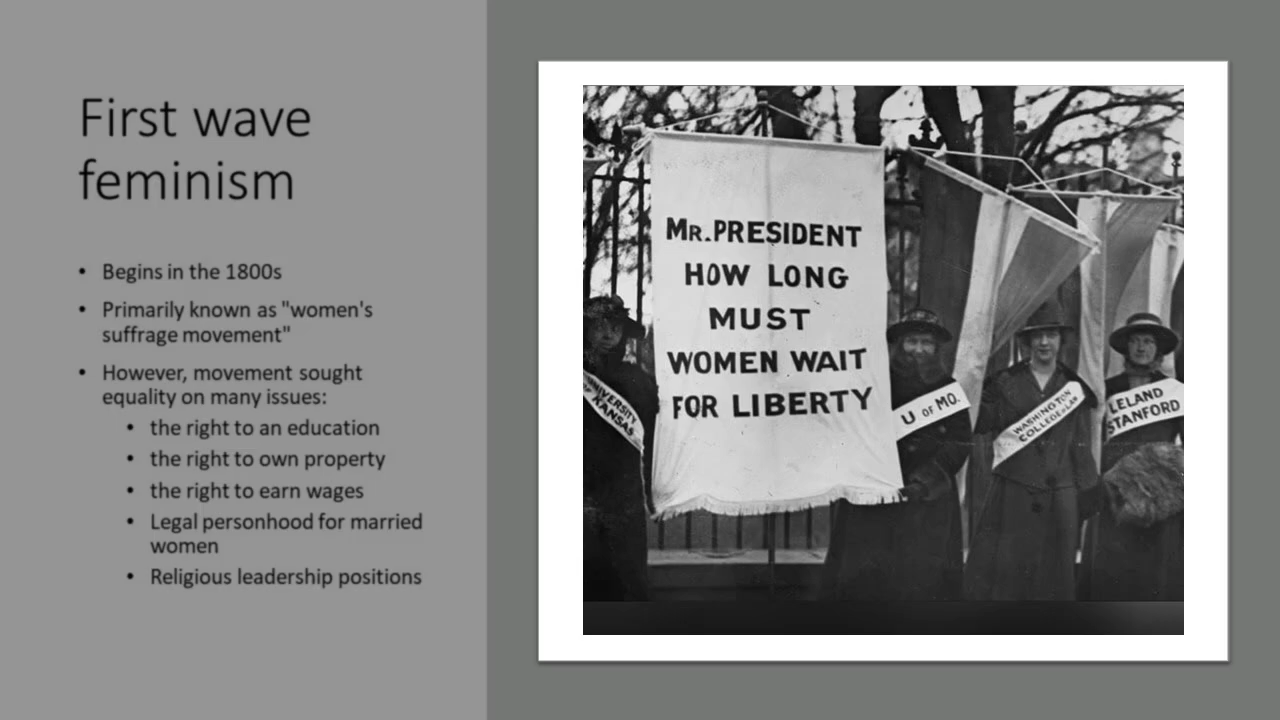 First wave
feminism
• Begins in the 1800s
• Primarily known as "women's
suffrage movement"
• However, movement sought
equality on many issues:
• the right to an education
• the right to own property
• the right to earn wages
• Legal personhood for married
women
• Religious leadership positions
MR. PRESIDENT
HOW LONG
MUST
WOMEN WAIT
FOR LIBERTY
UNIVERSITY
OF KANSAS
U OF MO.
WASHINGTON
COLLEGE OF LAW
LELAND
STANFORD